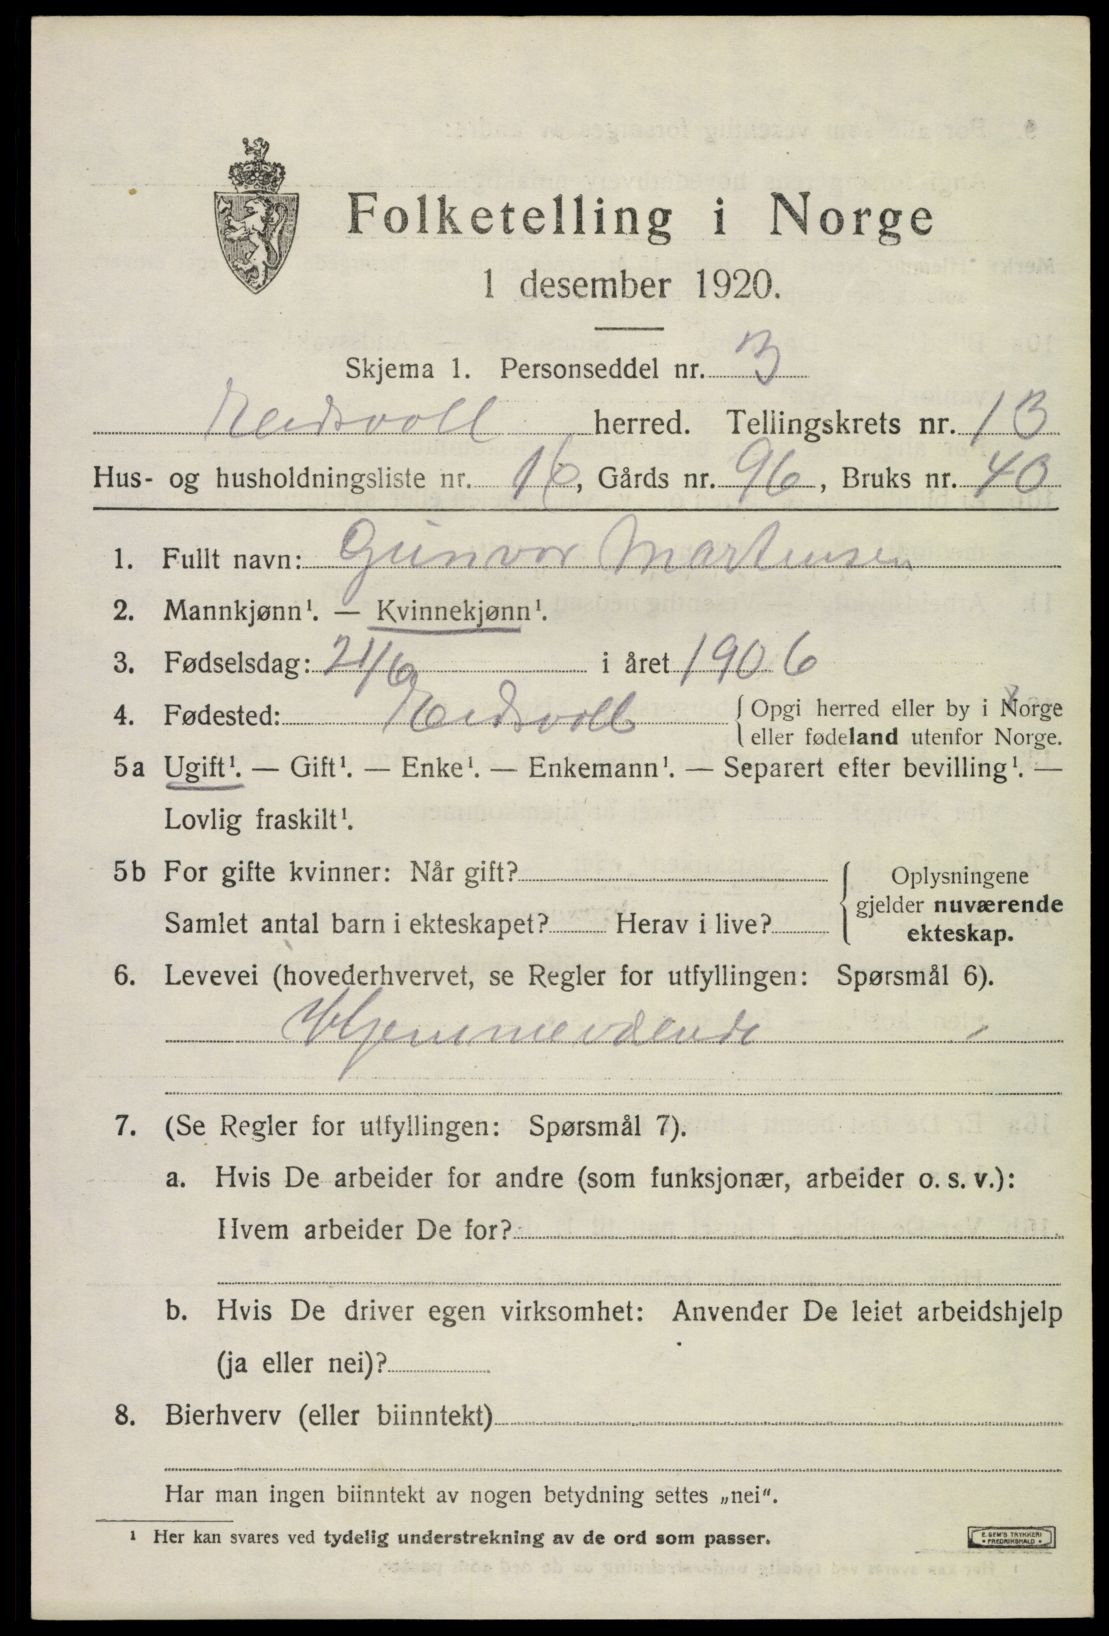 Folketelling i Norge
1 desember 1920.
Skjema 1. Personseddel nr. 3
Eidsvoll herred. Tellingskrets nr. 13
Hus- og husholdningsliste nr. 16, Gårds nr. 96, Bruks nr. 40
1. Fullt navn: Gunvor Martinsen
2. Mannkjønn¹. — Kvinnekjønn¹.
3. Fødselsdag: 21/6 i året 1906
4. Fødested: Eidsvoll { Opgi herred eller by i Norge
eller fødeland utenfor Norge.
5a Ugift¹. — Gift¹. — Enke¹. — Enkemann¹. — Separert efter bevilling¹. —
Lovlig fraskilt¹.
5b For gifte kvinner: Når gift? { Oplysningene
gjelder nuværende
Samlet antal barn i ekteskapet? Herav i live?
ekteskap.
6. Levevei (hovederhvervet, se Regler for utfyllingen: Spørsmål 6).
Hjemmeværende
7. (Se Regler for utfyllingen: Spørsmål 7).
a. Hvis De arbeider for andre (som funksjonær, arbeider o. s. v.):
Hvem arbeider De for?
b. Hvis De driver egen virksomhet: Anvender De leiet arbeidshjelp
(ja eller nei)?
8. Bierhverv (eller biinntekt)
Har man ingen biinntekt av nogen betydning settes „nei".
¹ Her kan svares ved tydelig understrekning av de ord som passer.
E. SEM'S TRYKKERI
FREDRIKSHALD